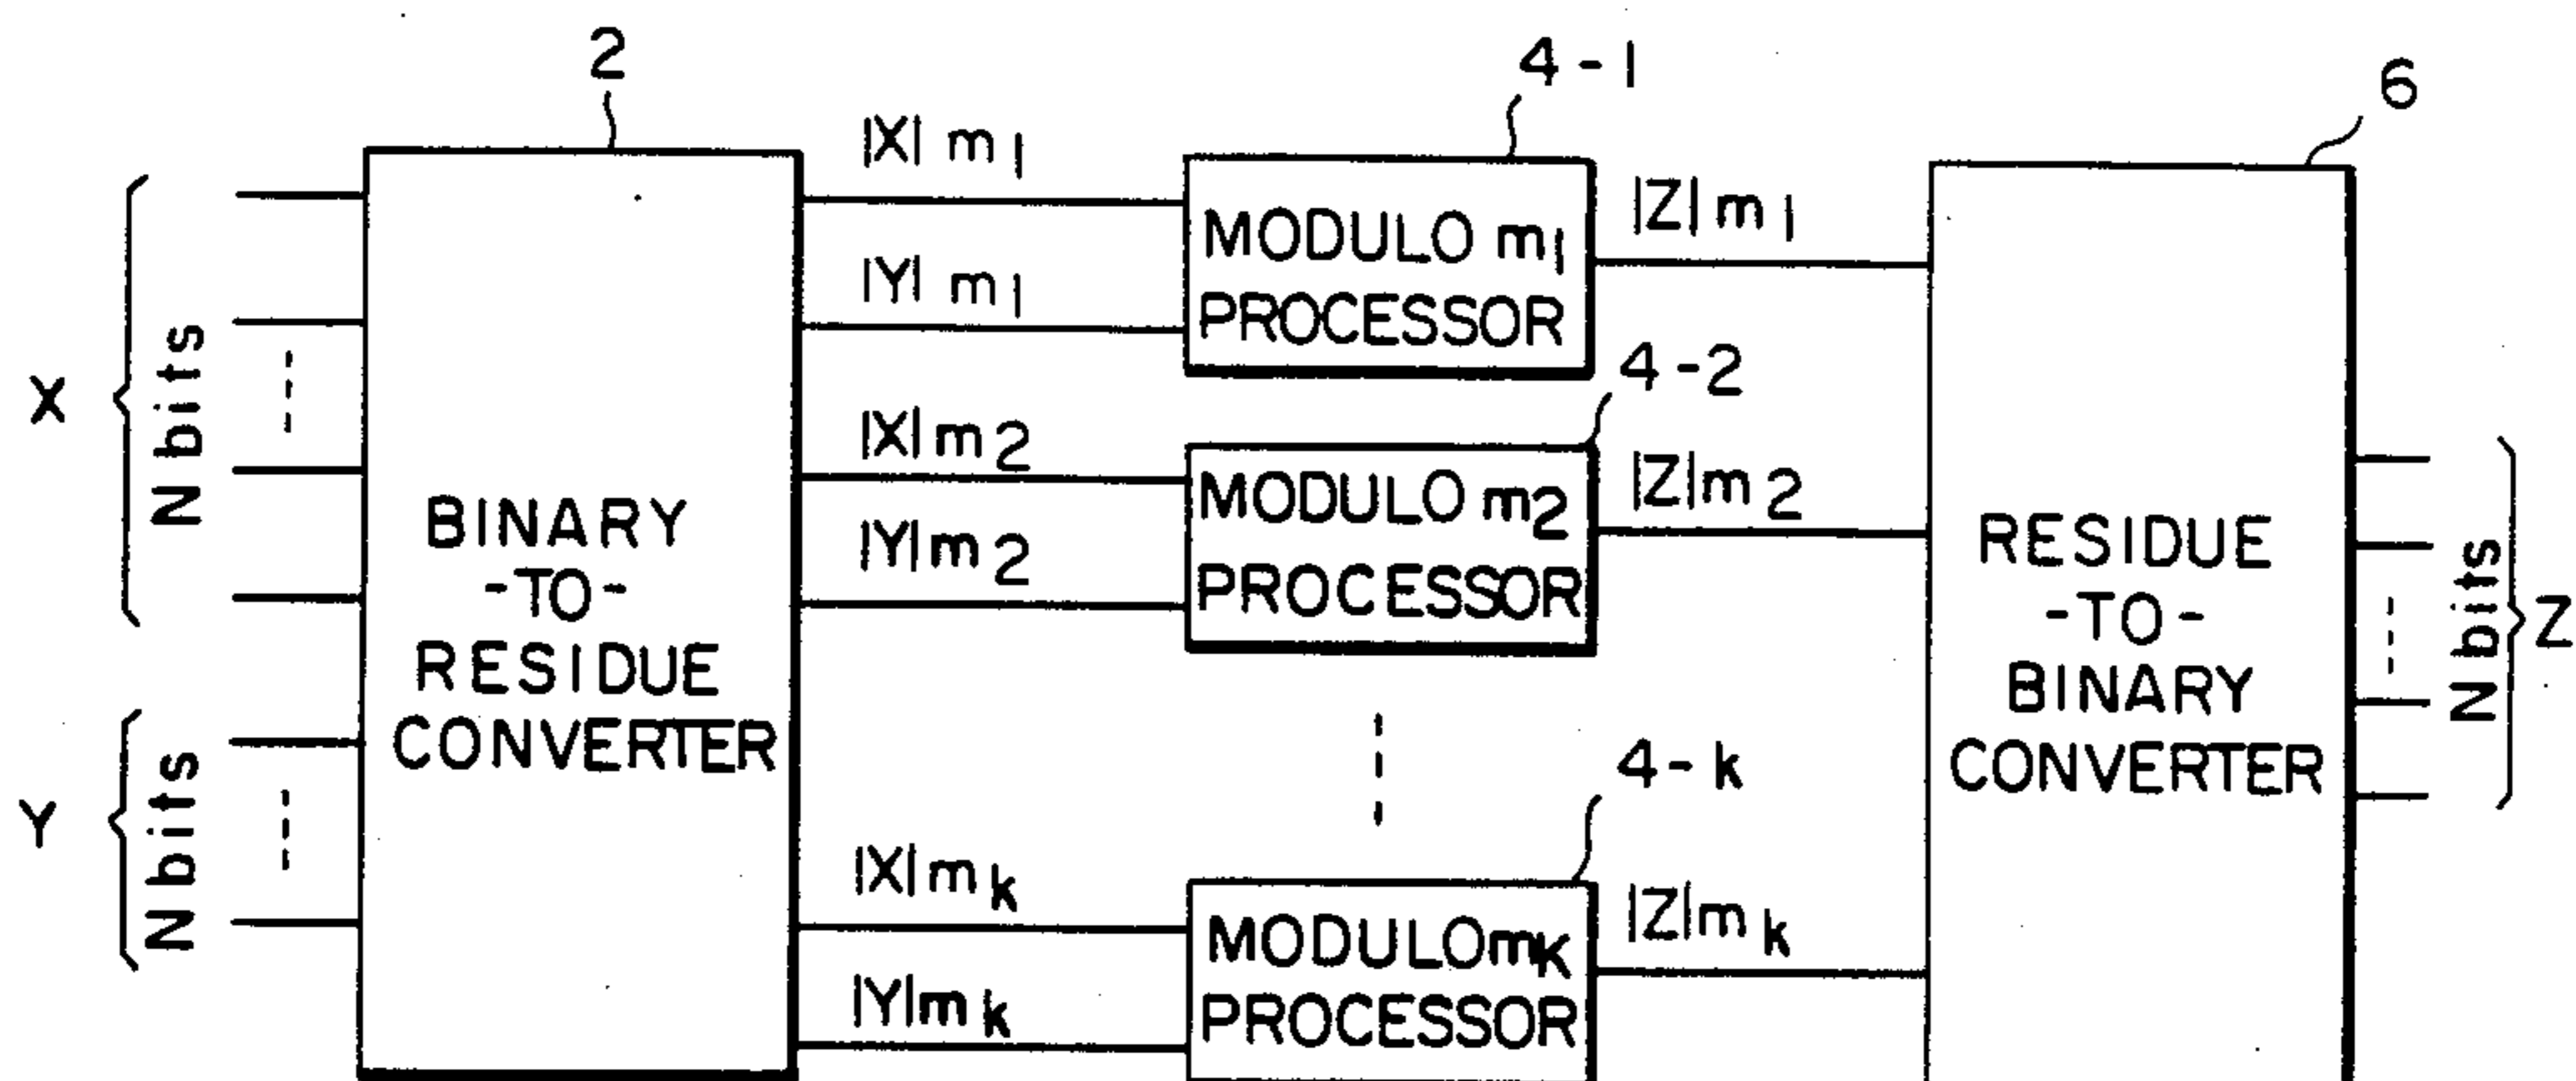 2
4-1
6
X
N bits
Y
N bits
BINARY
-TO-
RESIDUE
CONVERTER
|X| m1
|Y| m1
|X| m2
|Y| m2
|X| mk
|Y| mk
MODULO m1
PROCESSOR
4-2
MODULO m2
PROCESSOR
4-k
MODULO mk
PROCESSOR
|Z| m1
|Z| m2
|Z| mk
RESIDUE
-TO-
BINARY
CONVERTER
N bits
Z